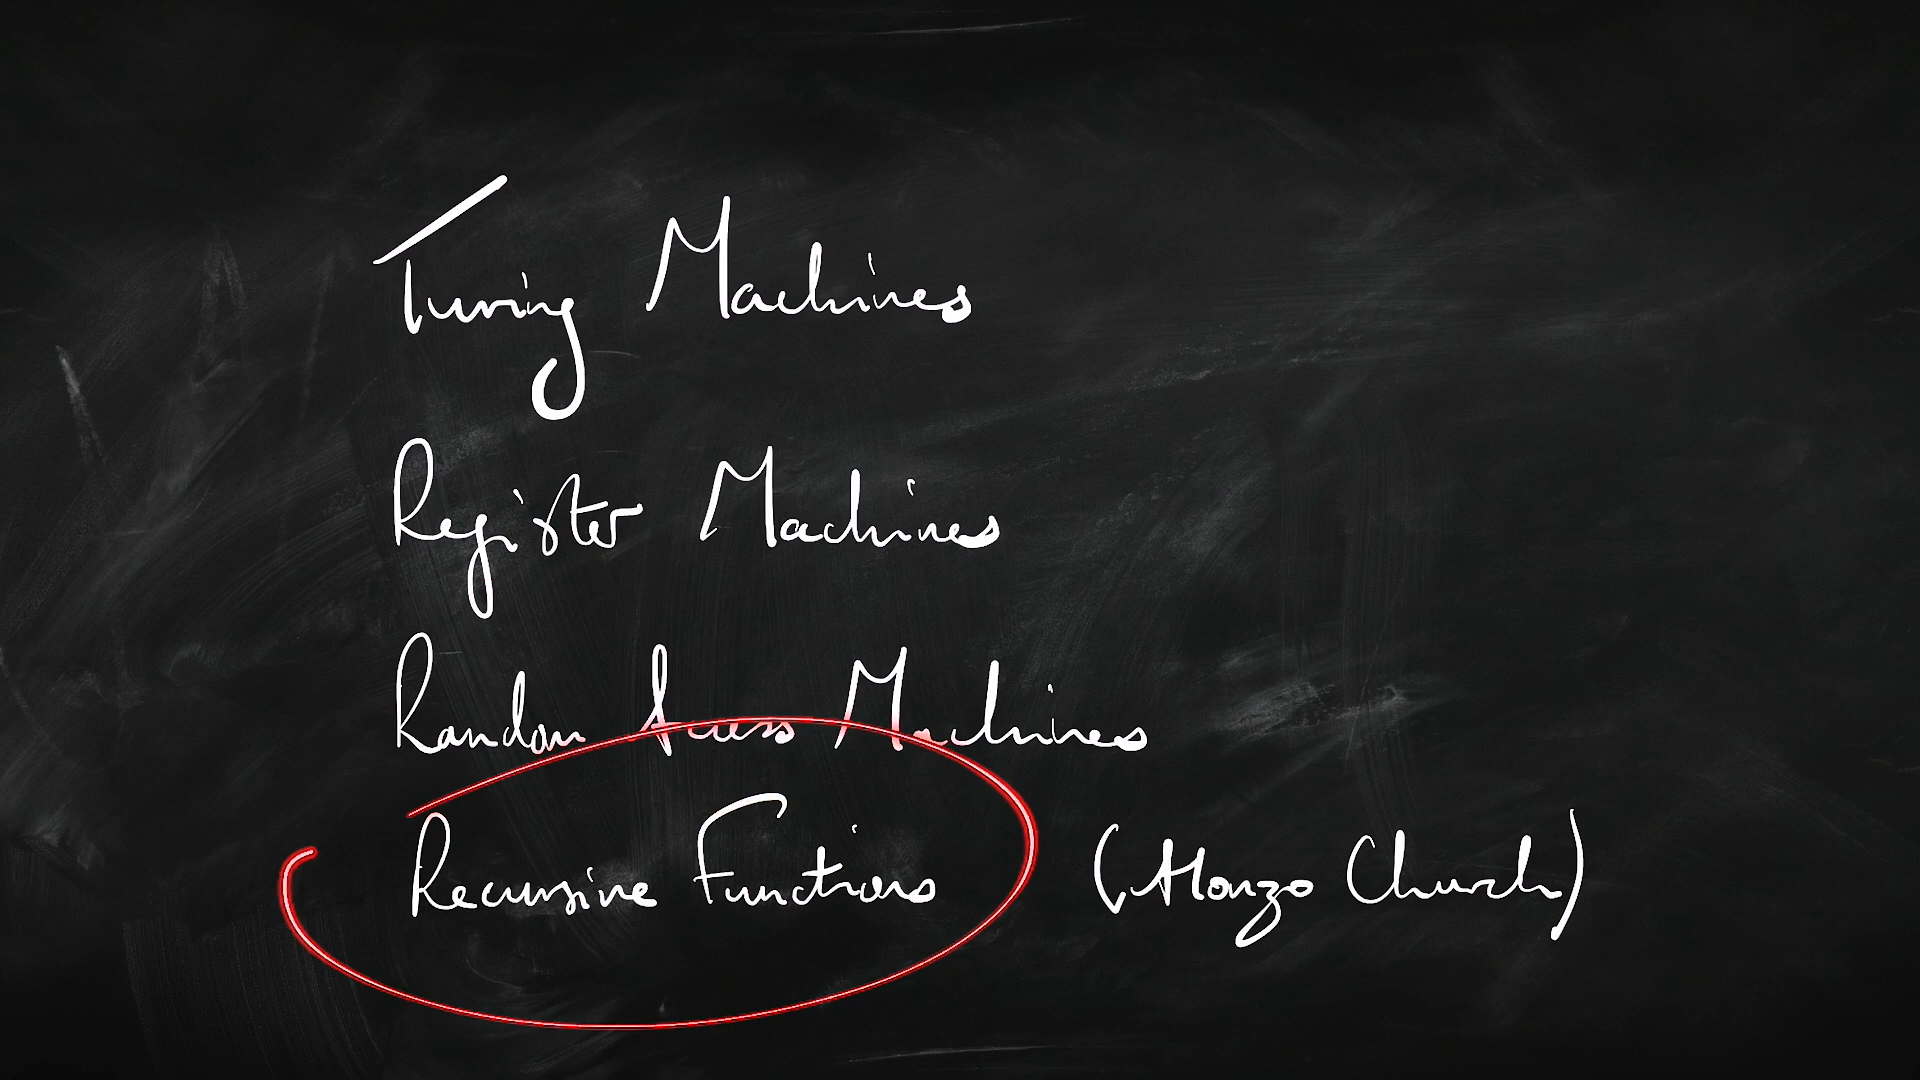 Turing Machines
Register Machines
Random Access Machines
Recursive Functions (Alonzo Church)